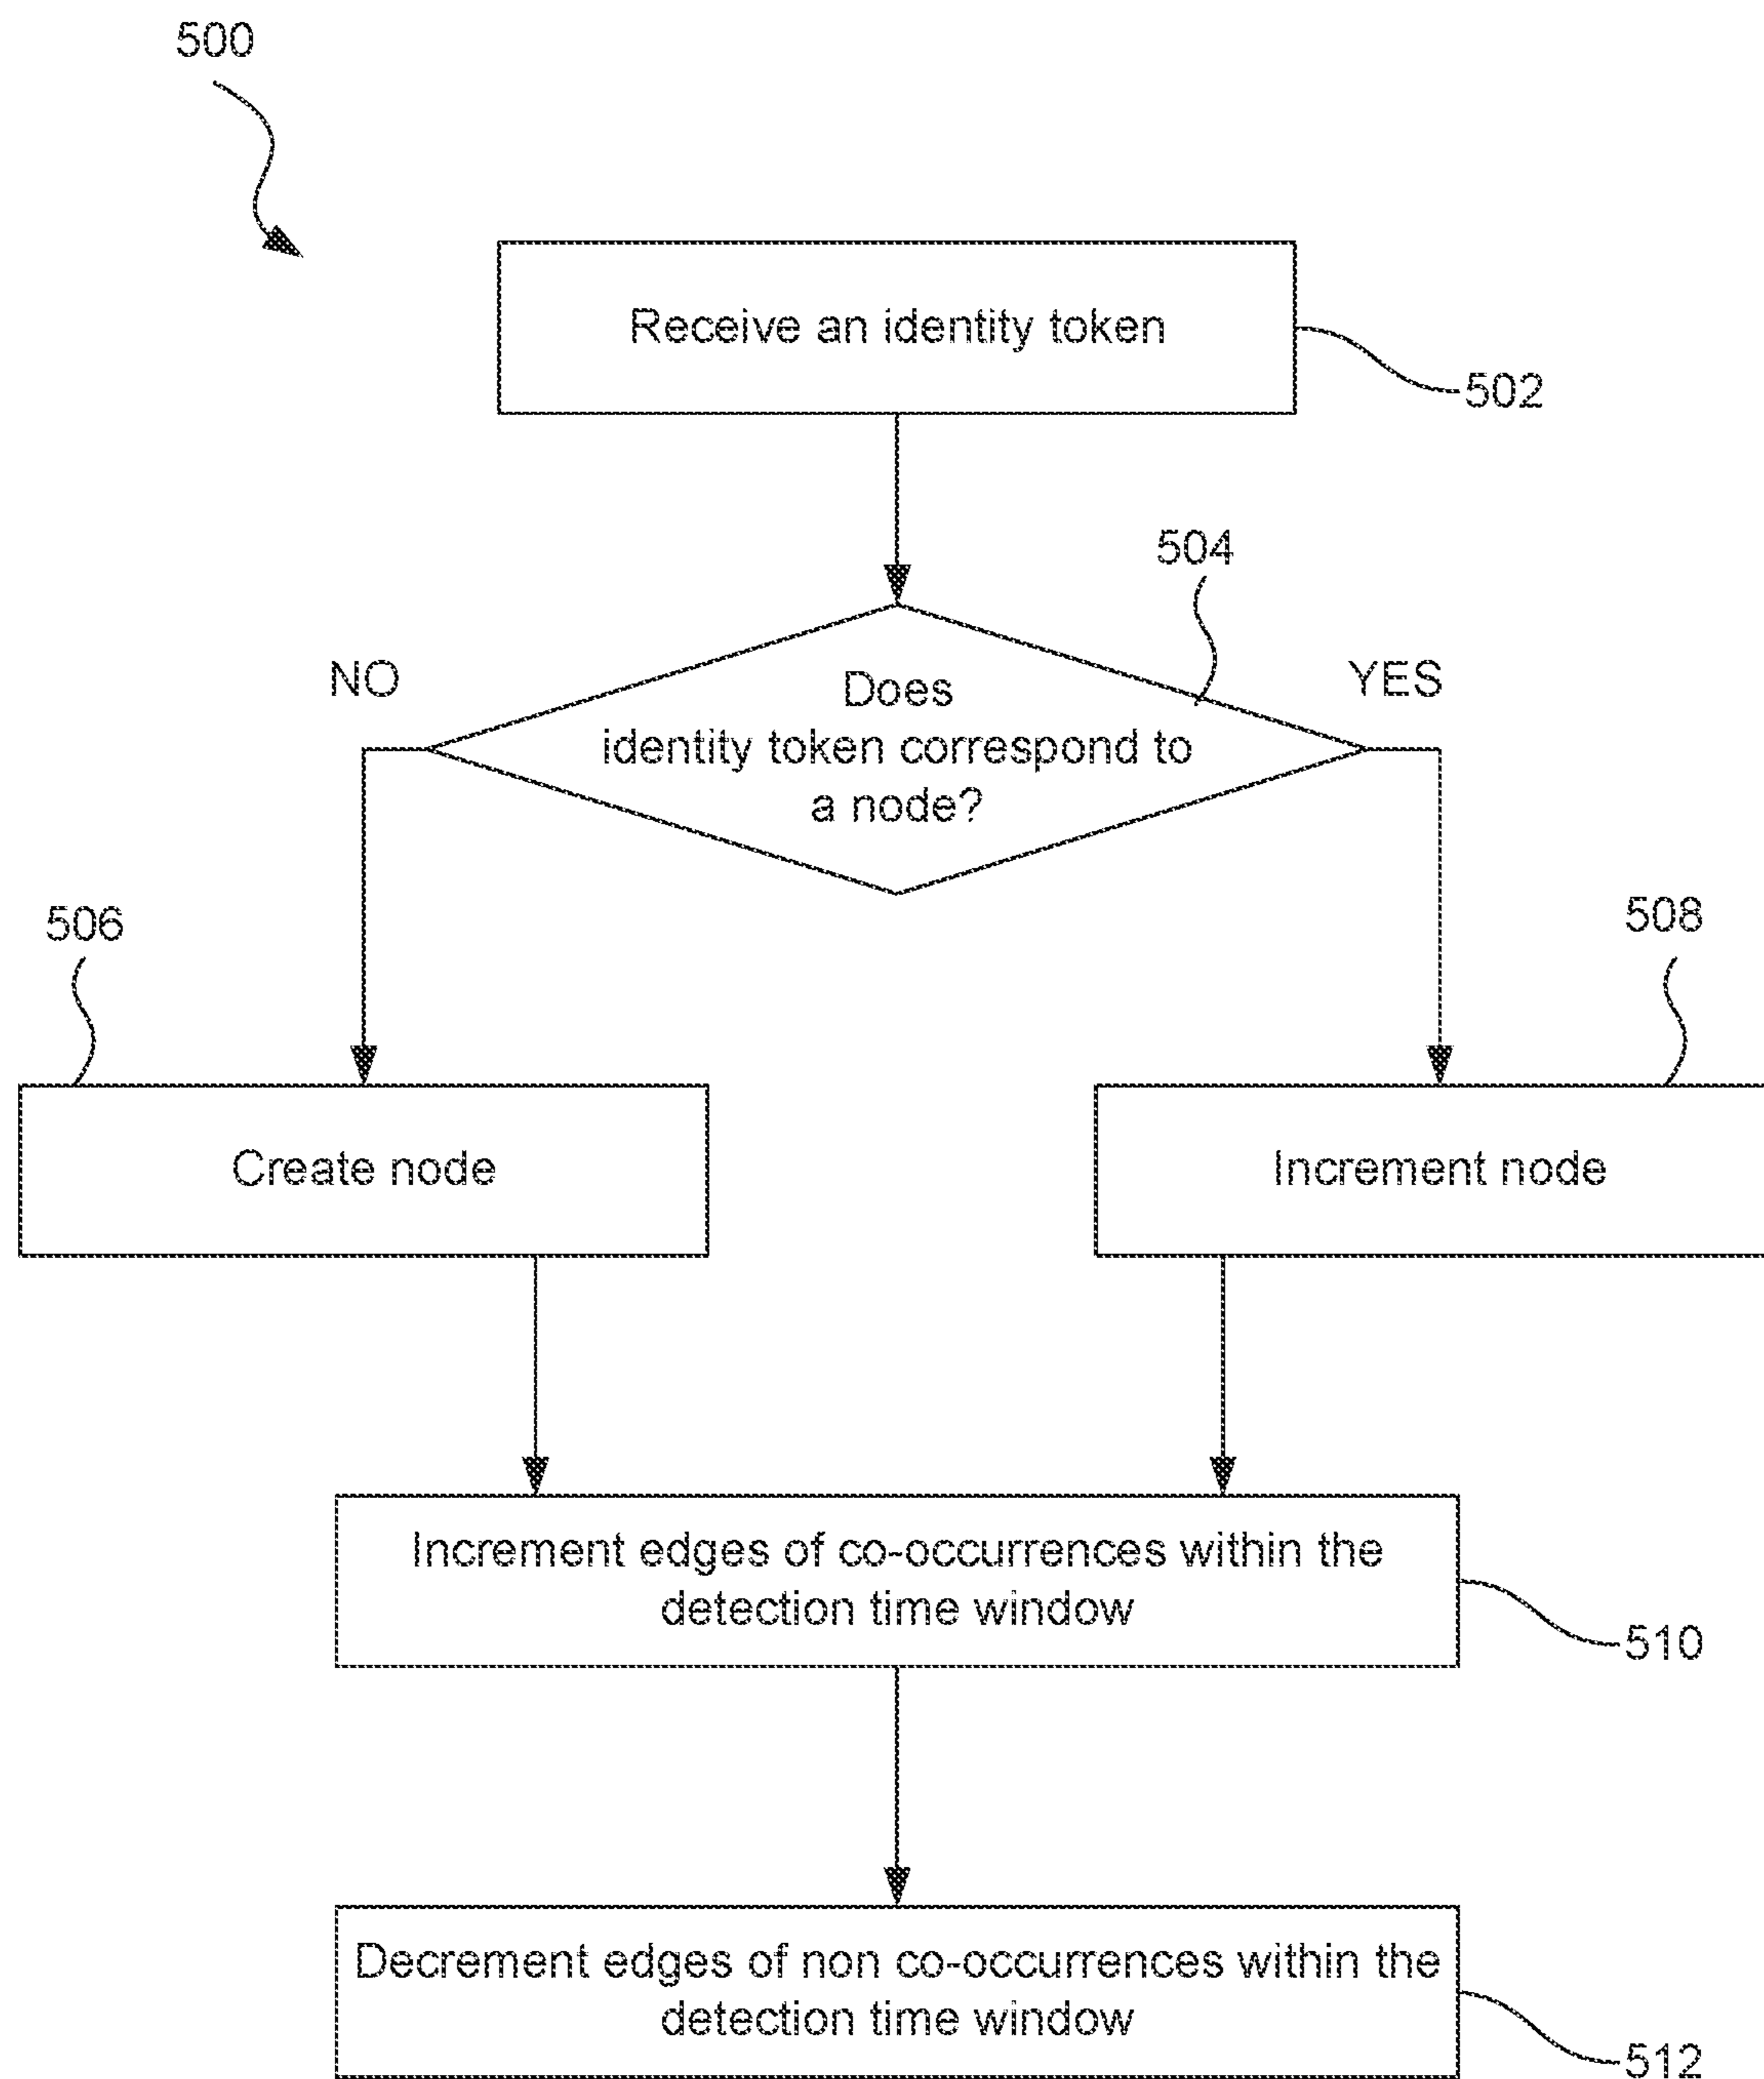 500
Receive an identity token
502
504
NO
YES
Does
identity token correspond to
a node?
506
508
Create node
Increment node
Increment edges of co-occurrences within the
detection time window
510
Decrement edges of non co-occurrences within the
detection time window
512